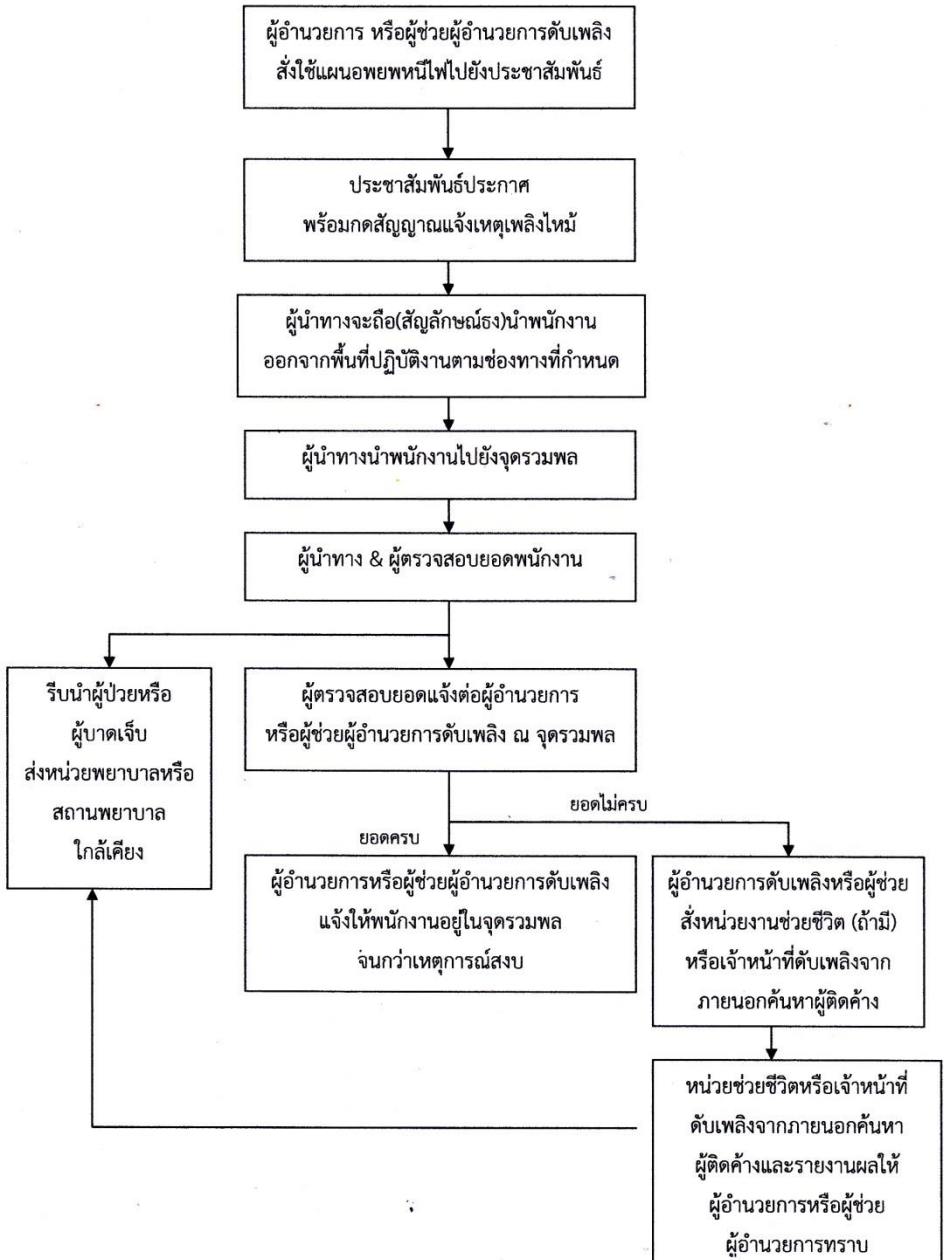 ผู้อำนวยการ หรือผู้ช่วยผู้อำนวยการดับเพลิง
สั่งใช้แผนอพยพหนีไฟไปยังประชาสัมพันธ์
ประชาสัมพันธ์ประกาศ
พร้อมกดสัญญาณแจ้งเหตุเพลิงไหม้
ผู้นำทางจะถือ(สัญลักษณ์ธง)นำพนักงาน
ออกจากพื้นที่ปฏิบัติงานตามช่องทางที่กำหนด
ผู้นำทางนำพนักงานไปยังจุดรวมพล
ผู้นำทาง & ผู้ตรวจสอบยอดพนักงาน
รีบนำผู้ป่วยหรือ
ผู้บาดเจ็บ
ส่งหน่วยพยาบาลหรือ
สถานพยาบาล
ใกล้เคียง
ผู้ตรวจสอบยอดแจ้งต่อผู้อำนวยการ
หรือผู้ช่วยผู้อำนวยการดับเพลิง ณ จุดรวมพล
ยอดครบ
ยอดไม่ครบ
ผู้อำนวยการหรือผู้ช่วยผู้อำนวยการดับเพลิง
แจ้งให้พนักงานอยู่ในจุดรวมพล
จนกว่าเหตุการณ์สงบ
ผู้อำนวยการดับเพลิงหรือผู้ช่วย
สั่งหน่วยงานช่วยชีวิต (ถ้ามี)
หรือเจ้าหน้าที่ดับเพลิงจาก
ภายนอกค้นหาผู้ติดค้าง
หน่วยช่วยชีวิตหรือเจ้าหน้าที่
ดับเพลิงจากภายนอกค้นหา
ผู้ติดค้างและรายงานผลให้
ผู้อำนวยการหรือผู้ช่วย
ผู้อำนวยการทราบ